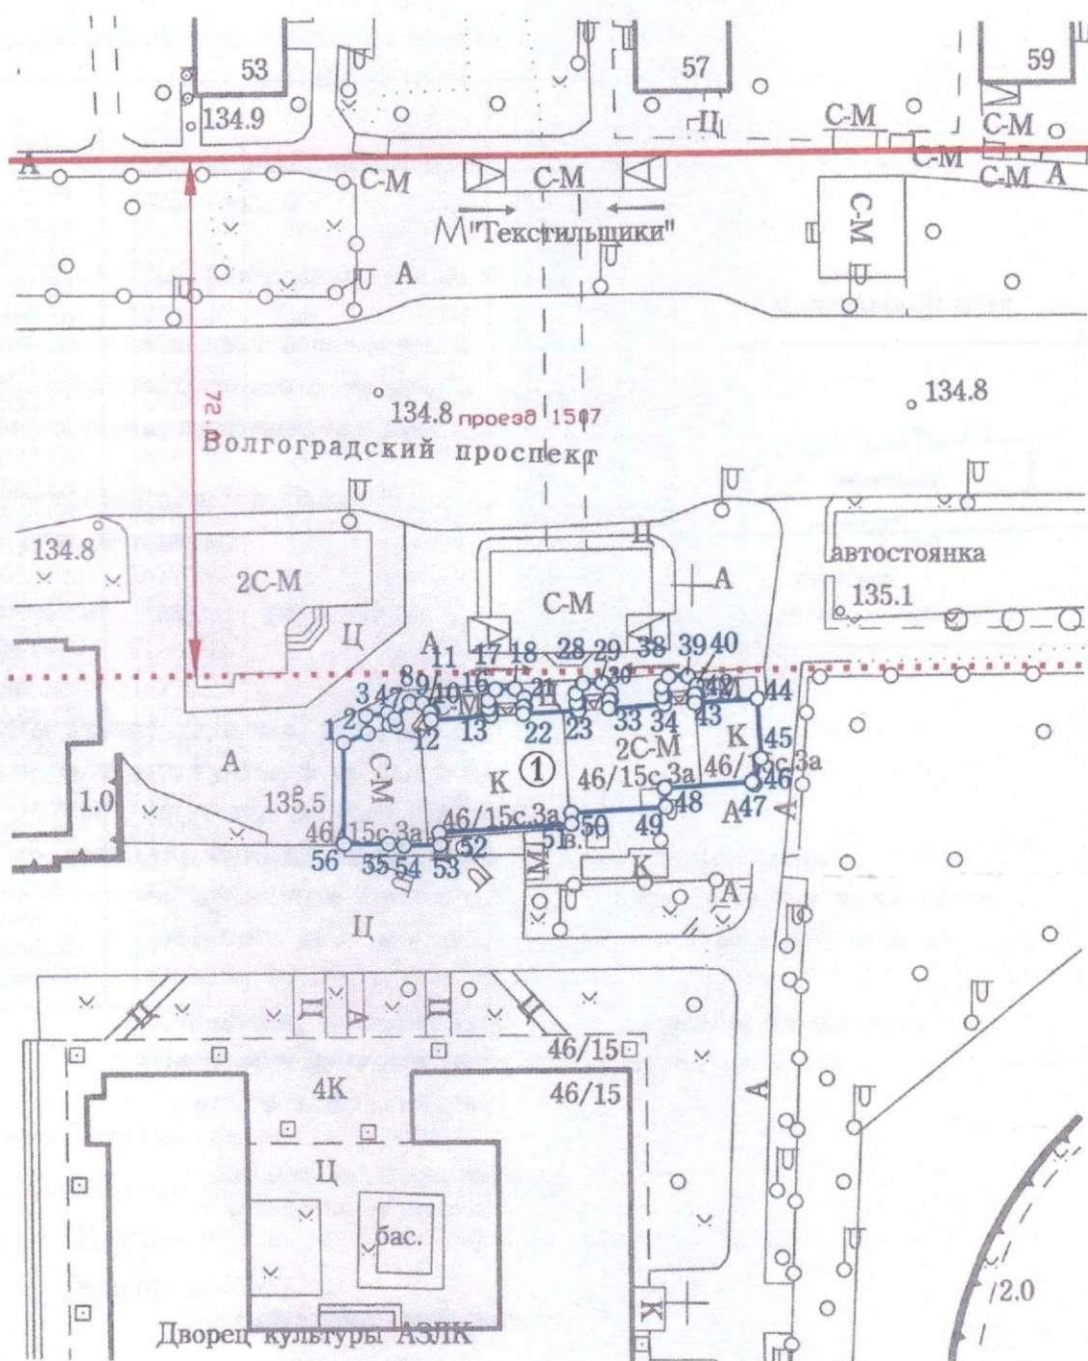 53
57
59
134.9
Ц
С-М
С-М
С-М
С-М
А
С-М
С-М
А
С-М
М"Текстильщики"
А
72
134.8
134.8
проезд 1507
Волгоградский проспект
134.8
2С-М
Ц
Ц
С-М
А
автостоянка
135.1
А
11
17
18
28
29
38
39
40
8
9
10
16
21
30
42
М
44
3
4
7
1
2
12
13
С-М
22
Ц
23
33
34
43
2С-М
К
45
А
С-М
К
1
46/15с.3а
46/15с.3а
46
47
1.0
135.5
46/15с.3а
46/15с.3а
48
49
50
51
А
А
56
55
54
53
52
в.
М
К
А
Ц
Ц
Ц
Ц
Ц
Ц
А
Ц
Ц
46/15
46/15
4К
А
Ц
бас.
К
2.0
Дворец культуры АЗЛК